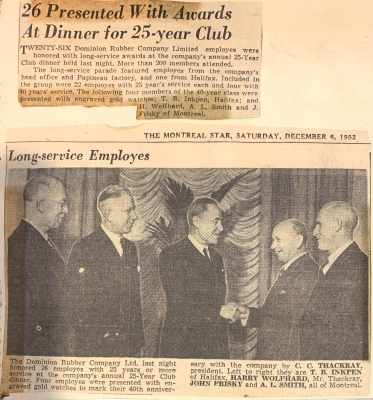 26 Presented With Awards
At Dinner for 25-year Club
TWENTY-SIX Dominion Rubber Company Limited employes were
honored with long-service awards at the company's annual 25-Year
Club dinner held last night. More than 200 members attended.
The long-service parade featured employes from the company's
head office and Papineau factory, and one from Halifax. Included in
the group were 22 employes with 25 year's service each and four with
40 years' service. The following four members of the 40-year class were
presented with engraved gold watches: T. B. Inkpen, Halifax; and
H. Wolfhard, A. L. Smith and J.
Frisky of Montreal.
THE MONTREAL STAR, SATURDAY, DECEMBER 6, 1952
Long-service Employes
The Dominion Rubber Company Ltd. last night
honored 26 employes with 25 years or more
service at the company's annual 25-Year Club
dinner. Four employes were presented with en-
graved gold watches to mark their 40th anniver-
sary with the company by C. C. THACKRAY,
president. Left to right they are T. B. INKPEN
of Halifax, HARRY WOLFHARD, Mr. Thackray,
JOHN FRISKY and A. L. SMITH, all of Montreal.